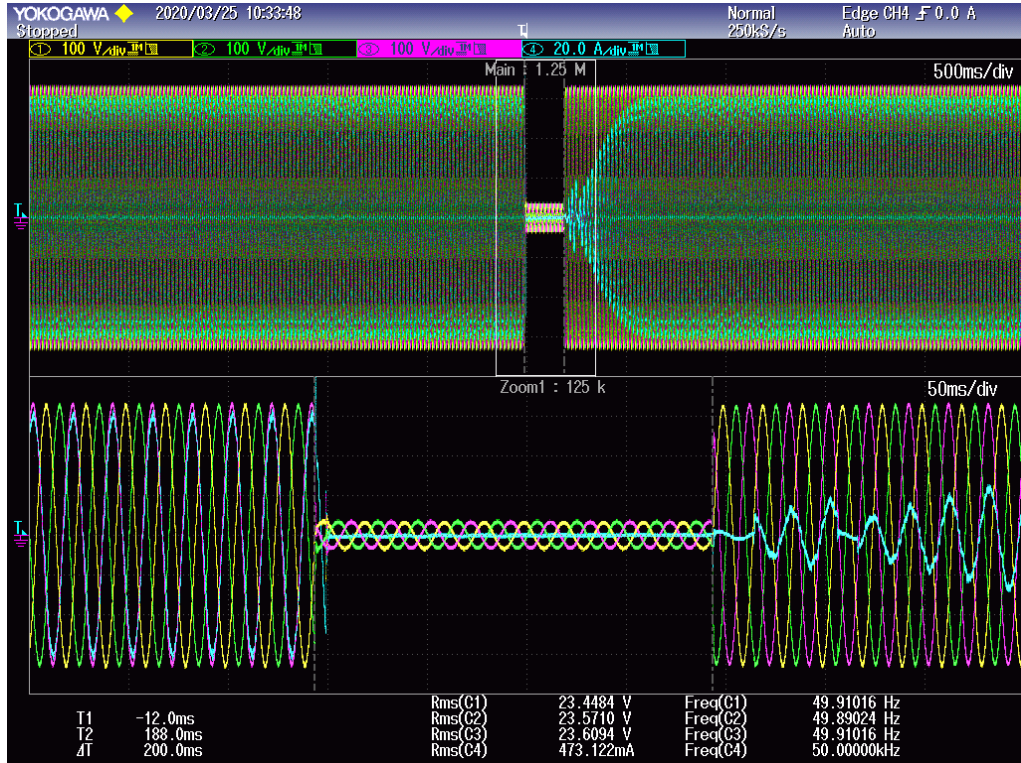 YOKOGAWA 2020/03/25 10:33:48 Normal Edge CH4 0.0 A
Stopped 250kS/s Auto
1 100 V/div 2 100 V/div 3 100 V/div 4 20.0 A/div
Main : 1.25 M 500ms/div
T
T
Zoom1 : 125 k 50ms/div
T
Rms(C1) 23.4484 V Freq(C1) 49.91016 Hz
T1 -12.0ms Rms(C2) 23.5710 V Freq(C2) 49.89024 Hz
T2 188.0ms Rms(C3) 23.6094 V Freq(C3) 49.91016 Hz
ΔT 200.0ms Rms(C4) 473.122mA Freq(C4) 50.00000kHz